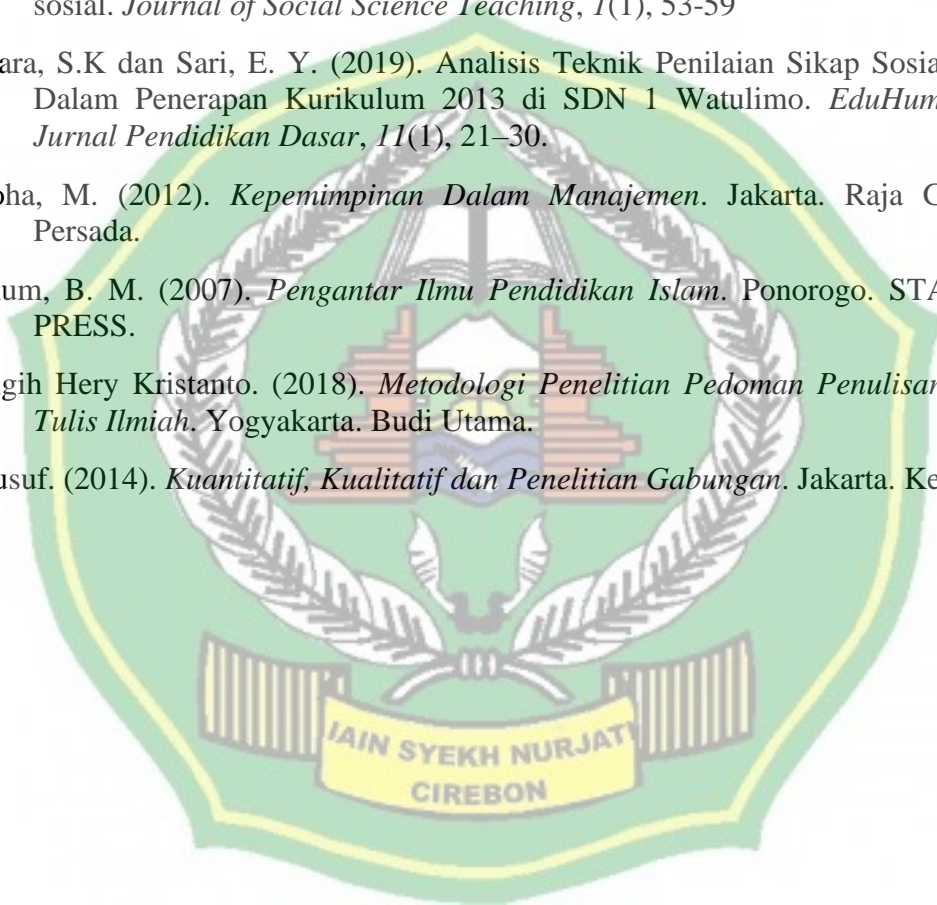 sosial. Journal of Social Science Teaching, 1(1), 53-59
ara, S.K dan Sari, E. Y. (2019). Analisis Teknik Penilaian Sikap Sosia
Dalam Penerapan Kurikulum 2013 di SDN 1 Watulimo. EduHum
Jurnal Pendidikan Dasar, 11(1), 21–30.
ha, M. (2012). Kepemimpinan Dalam Manajemen. Jakarta. Raja G
Persada.
um, B. M. (2007). Pengantar Ilmu Pendidikan Islam. Ponorogo. STA
PRESS.
gih Hery Kristanto. (2018). Metodologi Penelitian Pedoman Penulisan
Tulis Ilmiah. Yogyakarta. Budi Utama.
usuf. (2014). Kuantitatif, Kualitatif dan Penelitian Gabungan. Jakarta. Ke
IAIN SYEKH NURJATI
CIREBON